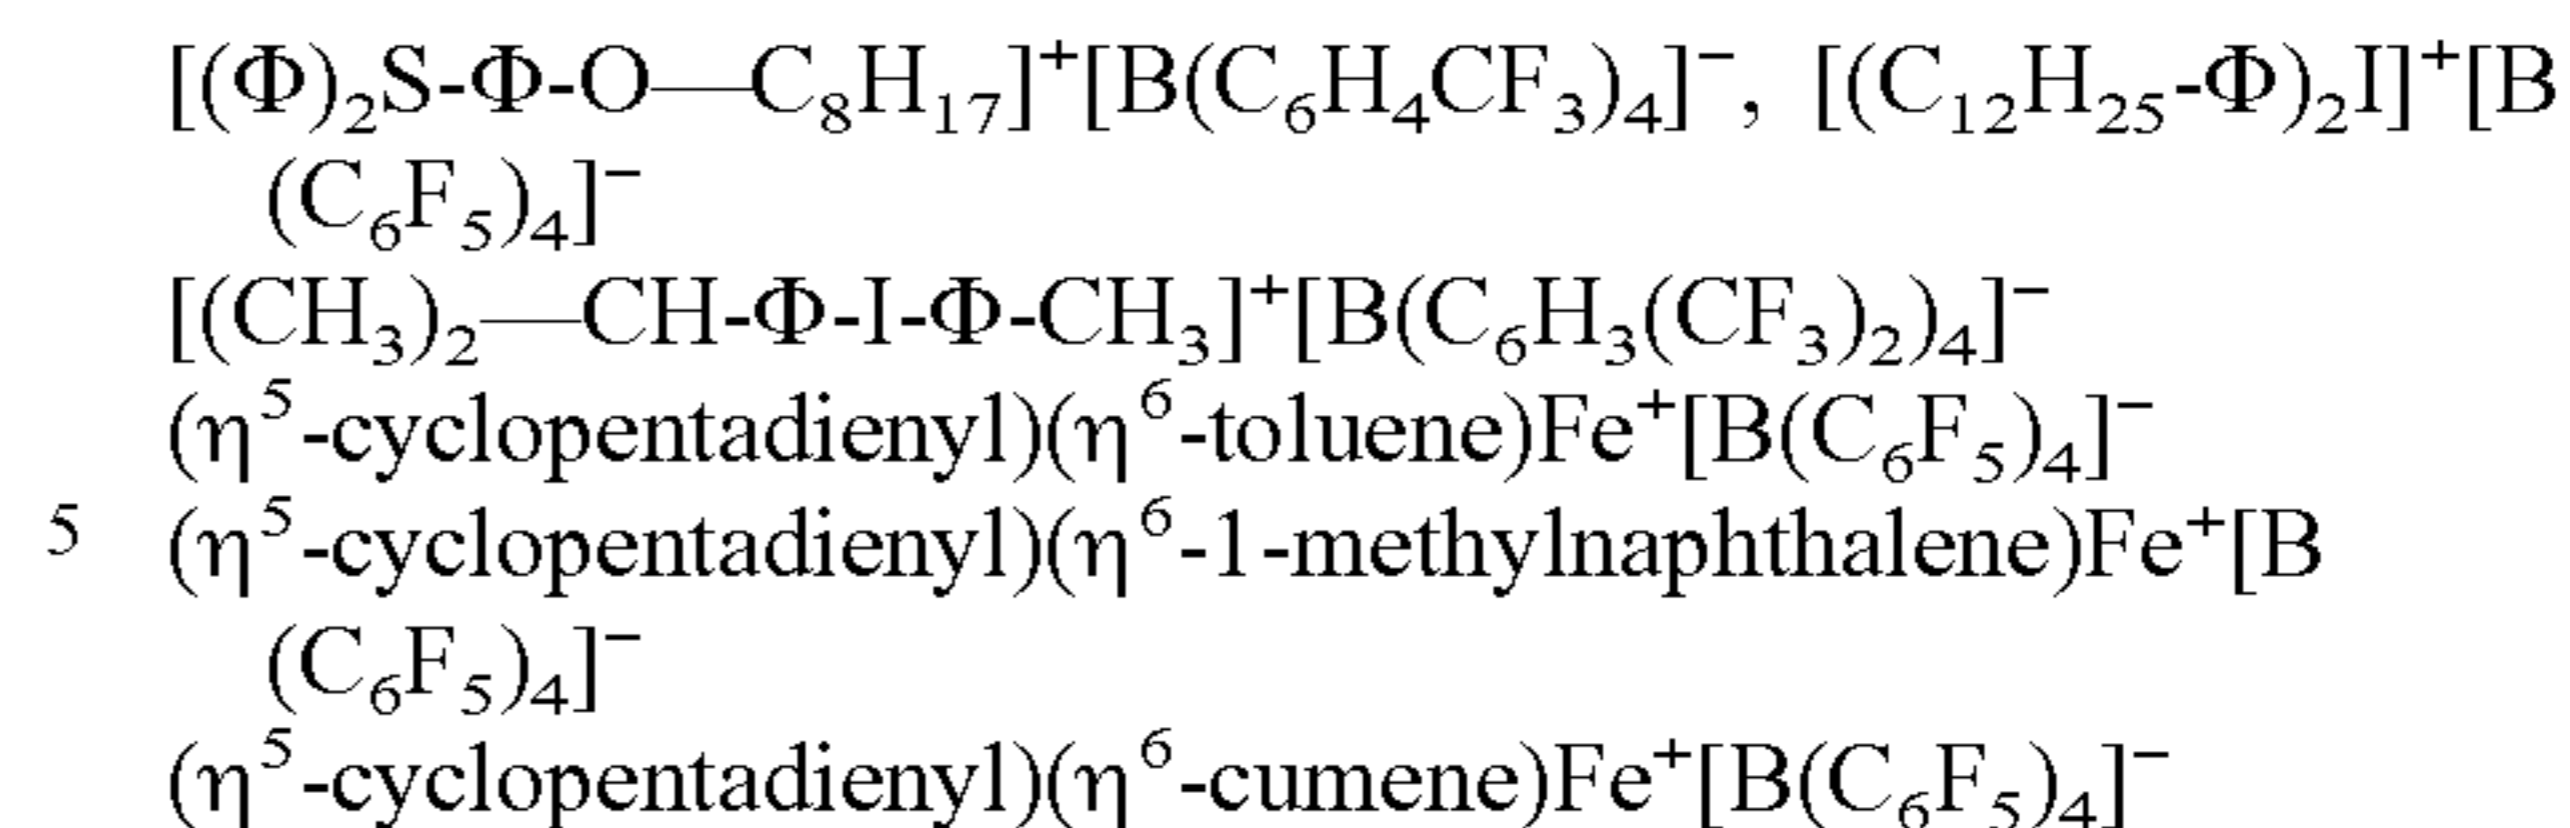 [(Φ)₂S-Φ-O—C₈H₁₇]⁺[B(C₆H₄CF₃)₄]⁻, [(C₁₂H₂₅-Φ)₂I]⁺[B
(C₆F₅)₄]⁻
[(CH₃)₂—CH-Φ-I-Φ-CH₃]⁺[B(C₆H₃(CF₃)₂)₄]⁻
(η⁵-cyclopentadienyl)(η⁶-toluene)Fe⁺[B(C₆F₅)₄]⁻
5 (η⁵-cyclopentadienyl)(η⁶-1-methylnaphthalene)Fe⁺[B
(C₆F₅)₄]⁻
(η⁵-cyclopentadienyl)(η⁶-cumene)Fe⁺[B(C₆F₅)₄]⁻